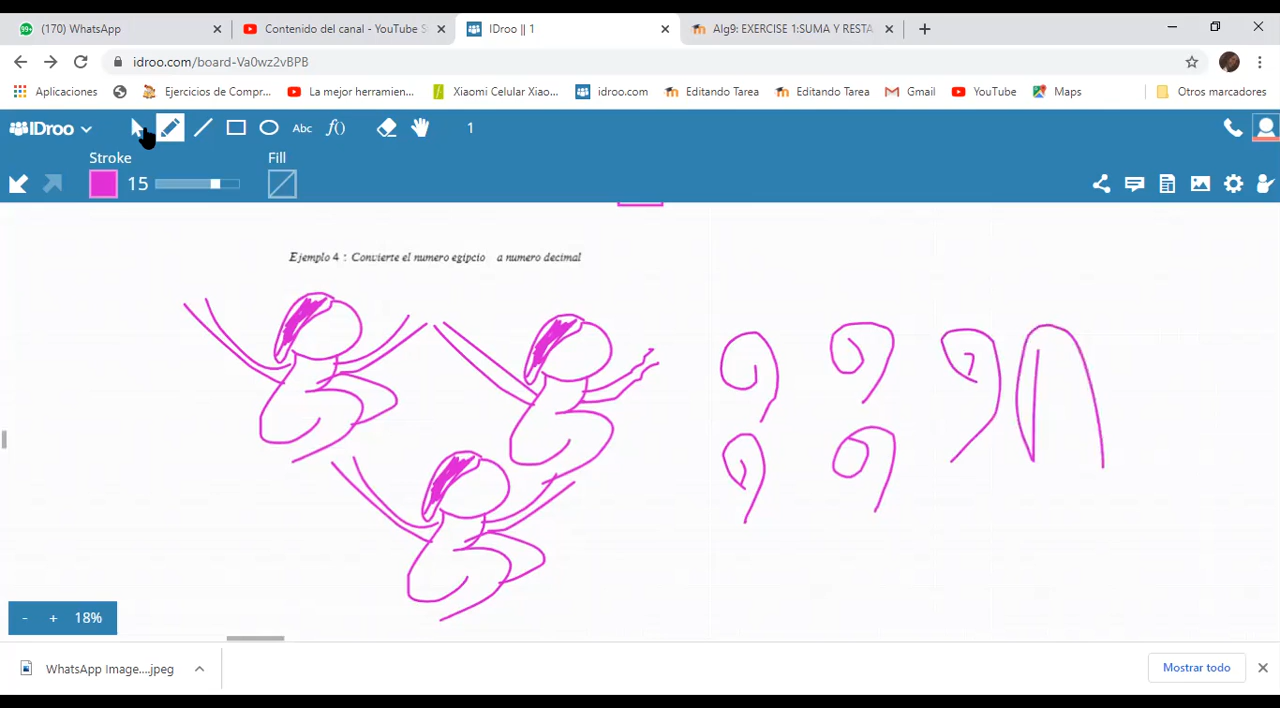 (170) WhatsApp
Contenido del canal - YouTube S
IDroo || 1
Alg9: EXERCISE 1:SUMA Y RESTA
idroo.com/board-Va0wz2vBPB
Aplicaciones
Ejercicios de Compr...
La mejor herramien...
Xiaomi Celular Xiao...
idroo.com
Editando Tarea
Editando Tarea
Gmail
YouTube
Maps
Otros marcadores
IDroo
Abc
f()
1
Stroke
Fill
15
Ejemplo 4 : Convierte el numero egipcio a numero decimal
- + 18%
WhatsApp Image....jpeg
Mostrar todo